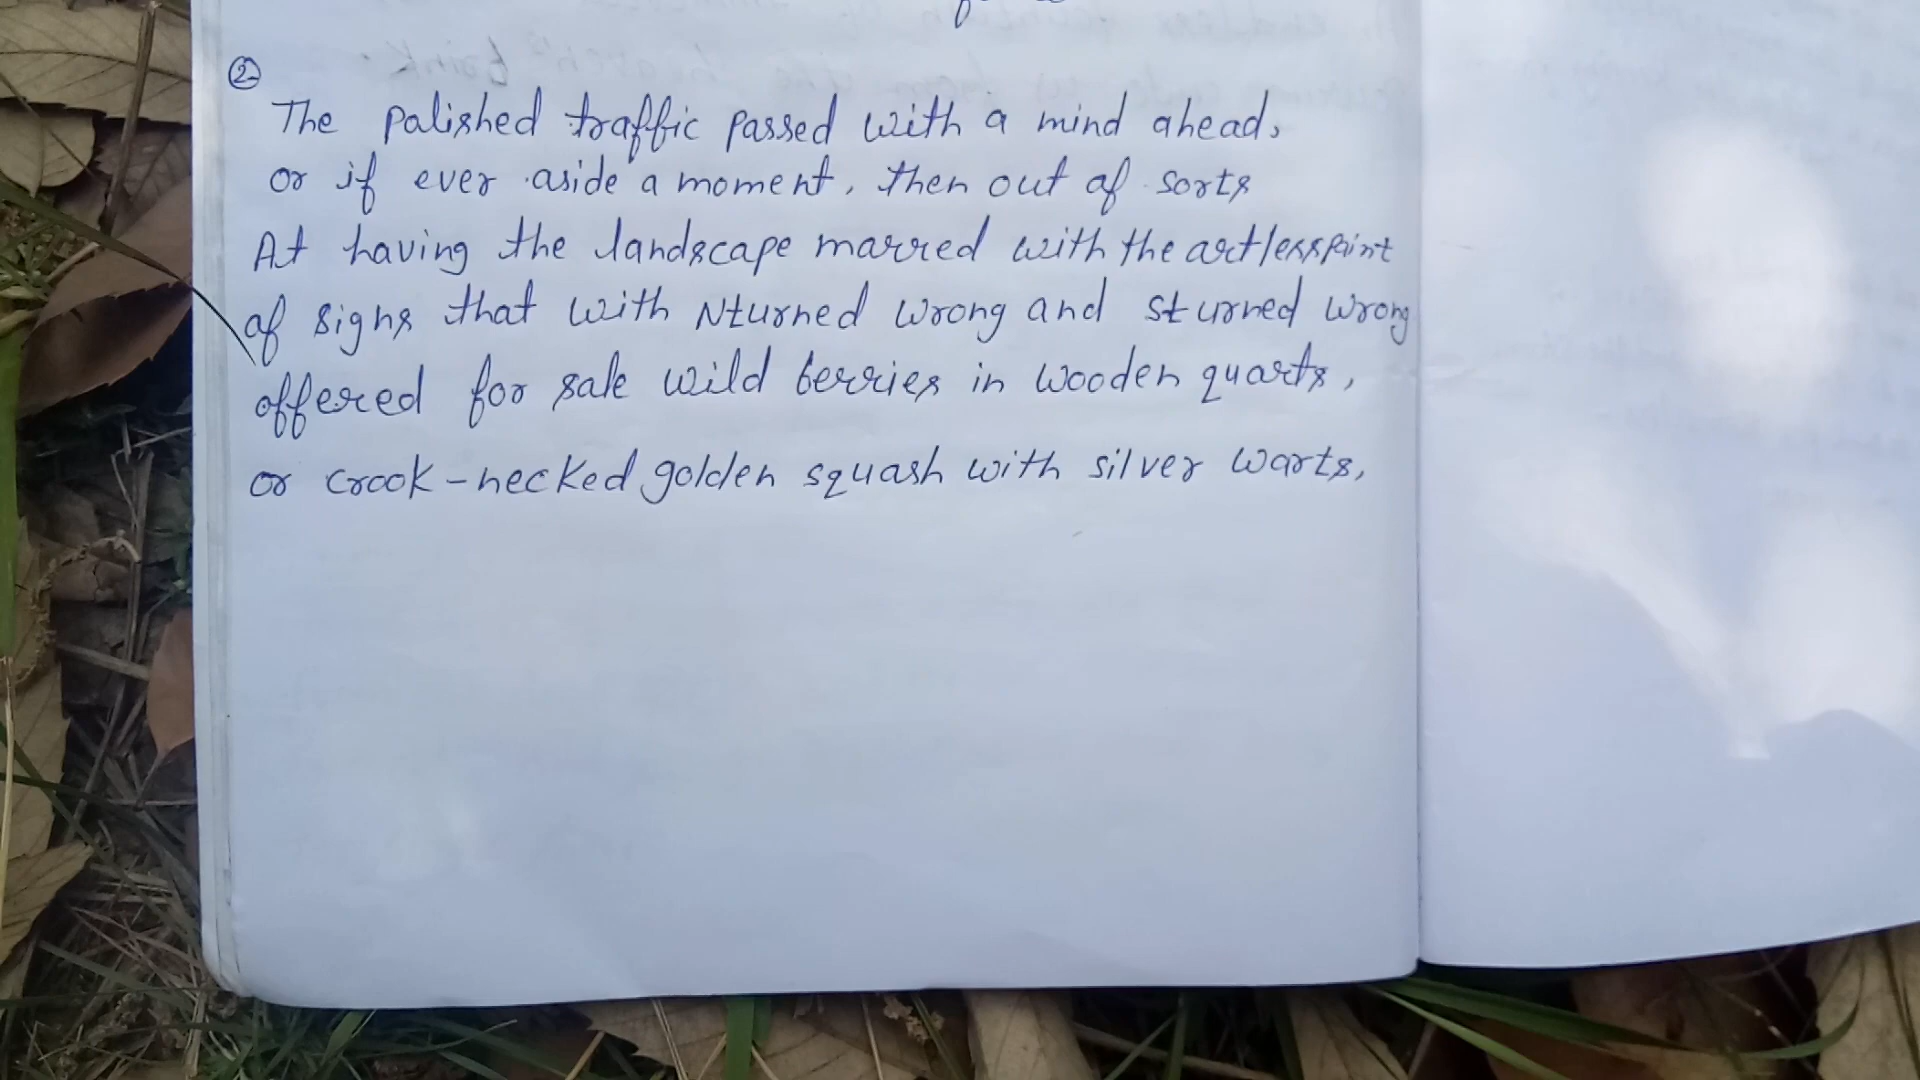 ②
The palished traffic passed with a mind ahead,
or if ever aside a moment, then out of sorts
At having the landscape marred with the artless paint
of signs that with Nturned wrong and sturned wrong
offered for sale wild berries in wooden quarts,
or crook-necked golden squash with silver warts,